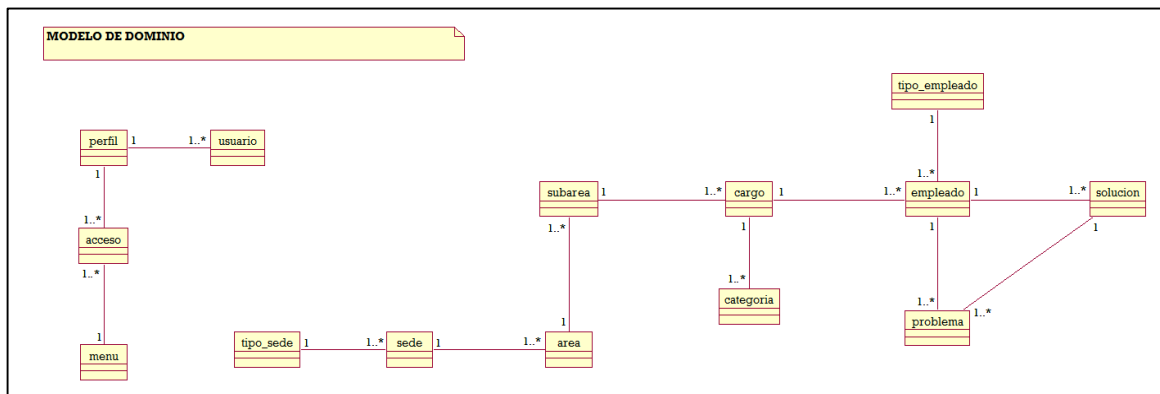 MODELO DE DOMINIO
tipo_empleado
1
1..*
perfil
1
1..*
usuario
1
1..*
acceso
1..*
1
menu
subarea
1
1..*
cargo
1
1..*
empleado
1
1..*
solucion
1..*
1
1
1
1..*
categoria
1..*
problema
1..*
tipo_sede
1
1..*
sede
1
1..*
1
area